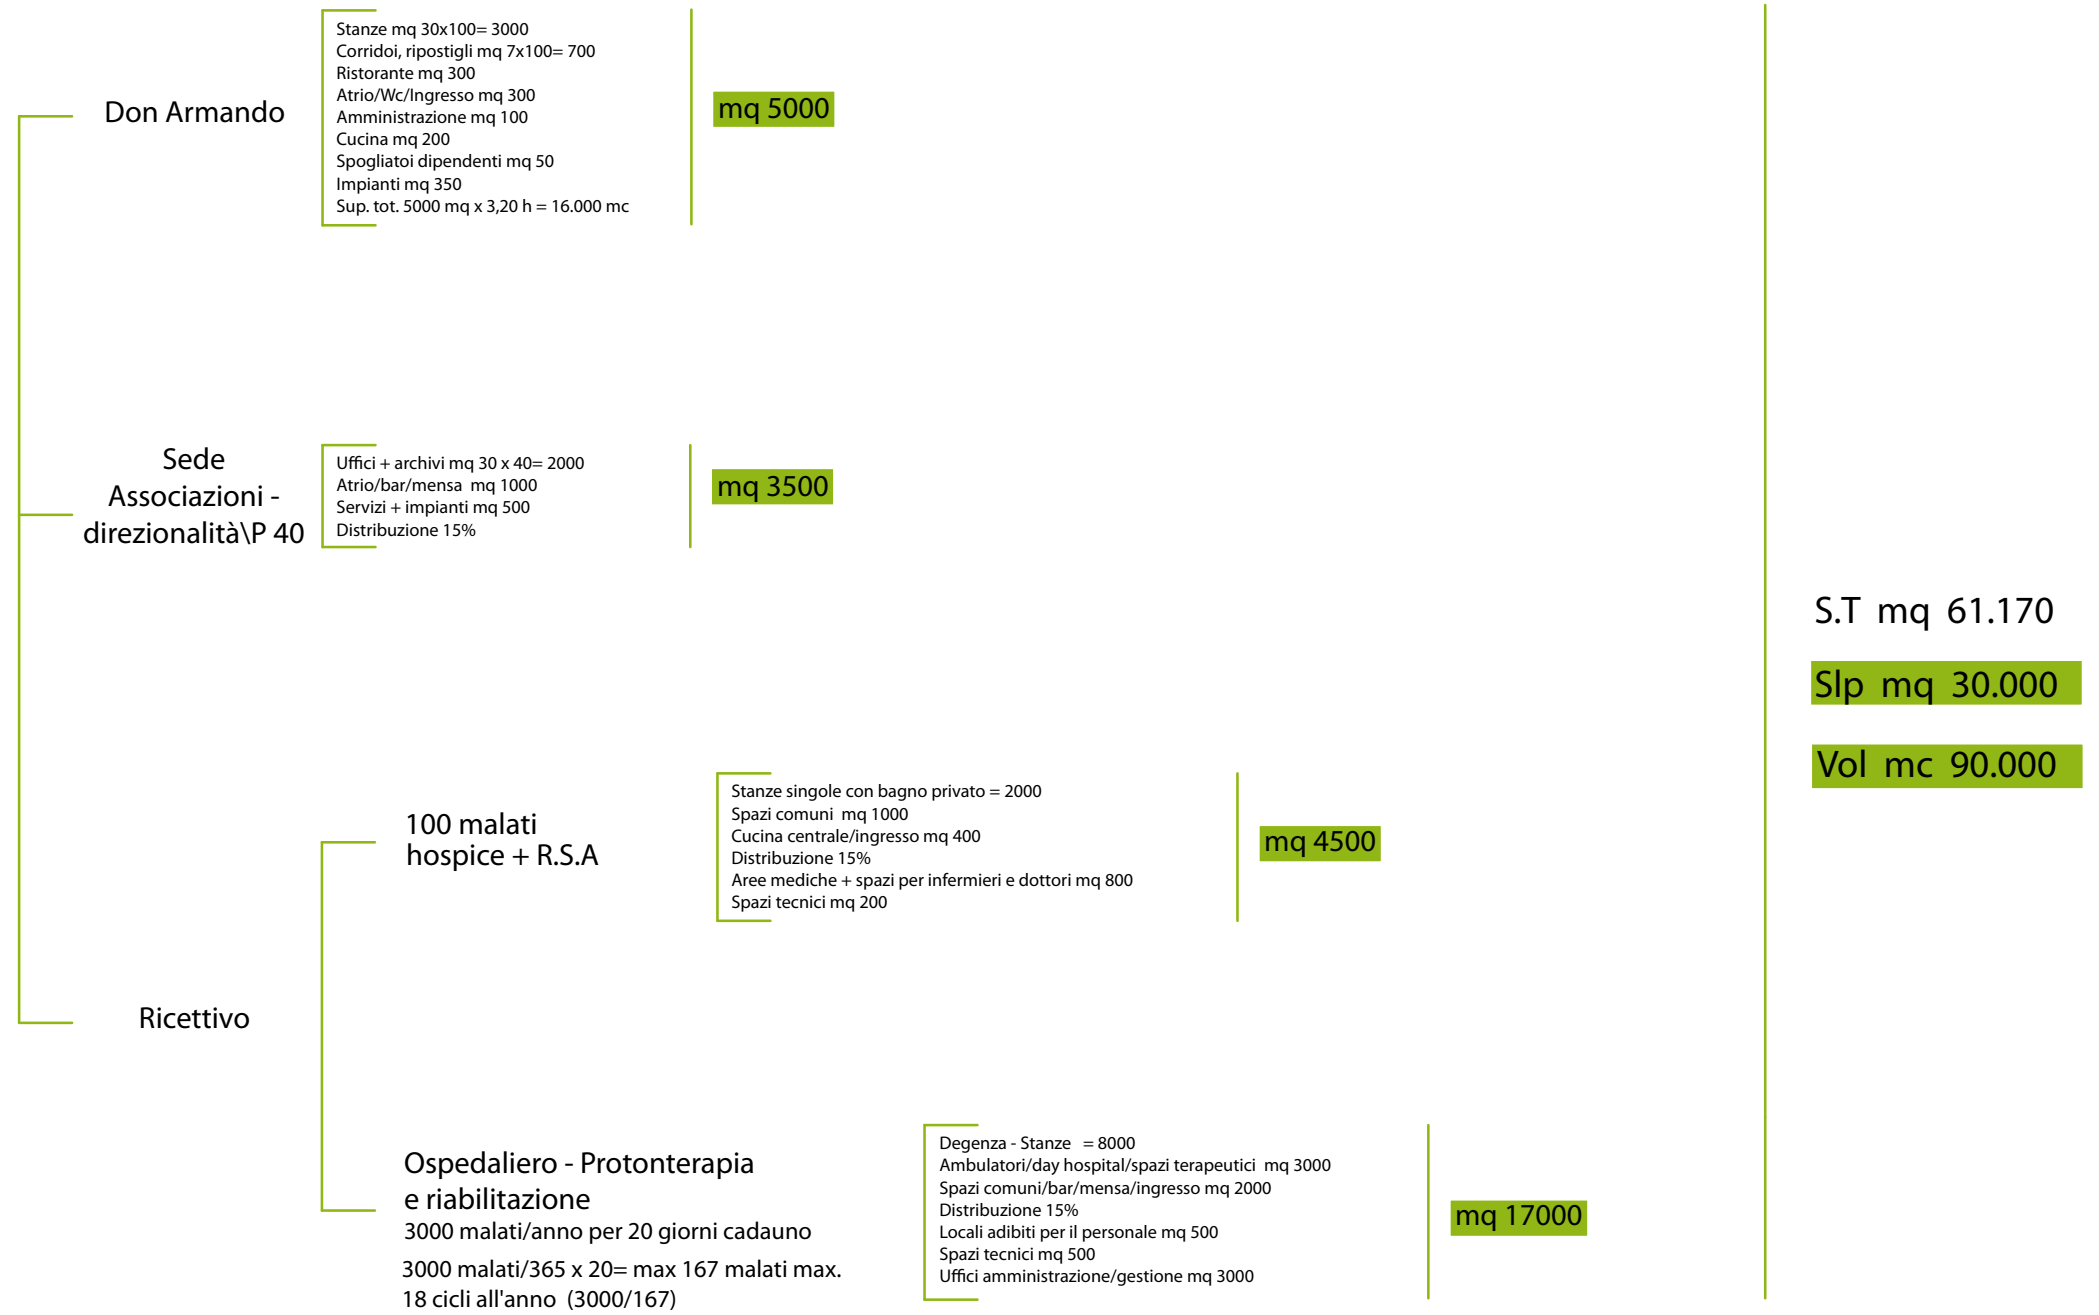 Don Armando
Stanze mq 30x100= 3000
Corridoi, ripostigli mq 7x100= 700
Ristorante mq 300
Atrio/Wc/Ingresso mq 300
Amministrazione mq 100
Cucina mq 200
Spogliatoi dipendenti mq 50
Impianti mq 350
Sup. tot. 5000 mq x 3,20 h = 16.000 mc
mq 5000
Sede
Associazioni -
direzionalità\P 40
Uffici + archivi mq 30 x 40= 2000
Atrio/bar/mensa mq 1000
Servizi + impianti mq 500
Distribuzione 15%
mq 3500
Ricettivo
100 malati
hospice + R.S.A
Stanze singole con bagno privato = 2000
Spazi comuni mq 1000
Cucina centrale/ingresso mq 400
Distribuzione 15%
Aree mediche + spazi per infermieri e dottori mq 800
Spazi tecnici mq 200
mq 4500
Ospedaliero - Protonterapia
e riabilitazione
3000 malati/anno per 20 giorni cadauno
3000 malati/365 x 20= max 167 malati max.
18 cicli all'anno (3000/167)
Degenza - Stanze = 8000
Ambulatori/day hospital/spazi terapeutici mq 3000
Spazi comuni/bar/mensa/ingresso mq 2000
Distribuzione 15%
Locali adibiti per il personale mq 500
Spazi tecnici mq 500
Uffici amministrazione/gestione mq 3000
mq 17000
S.T mq 61.170
Slp mq 30.000
Vol mc 90.000